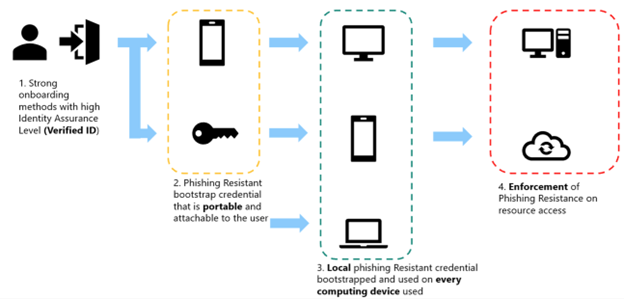 1. Strong
onboarding
methods with high
Identity Assurance
Level (Verified ID)
2. Phishing Resistant
bootstrap credential
that is portable and
attachable to the user
3. Local phishing Resistant credential
bootstrapped and used on every
computing device used
4. Enforcement of
Phishing Resistance on
resource access